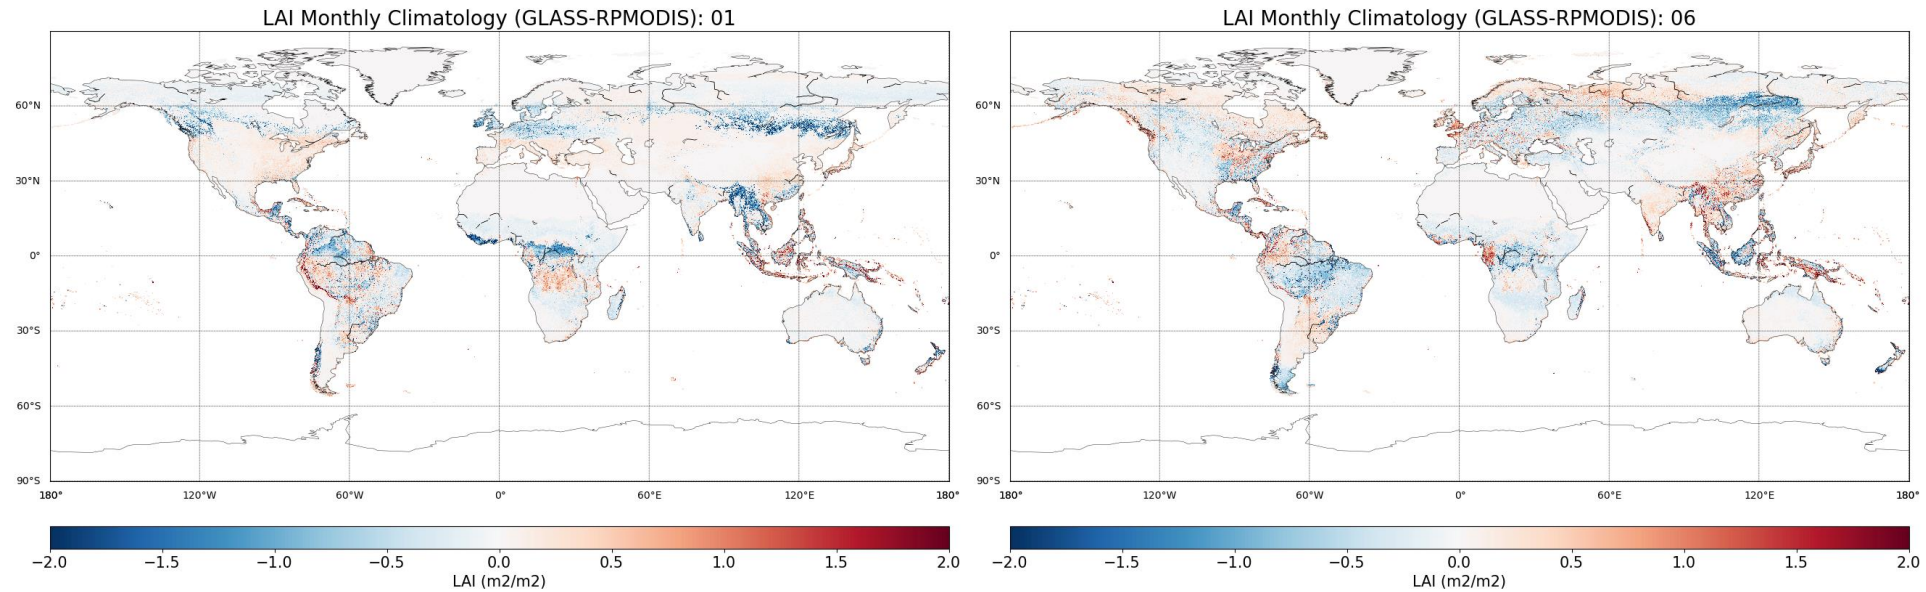 LAI Monthly Climatology (GLASS-RPMODIS): 01
60°N
30°N
0°
30°S
60°S
90°S
180° 120°W 60°W 0° 60°E 120°E 180°
−2.0 −1.5 −1.0 −0.5 0.0 0.5 1.0 1.5 2.0
LAI (m2/m2)
LAI Monthly Climatology (GLASS-RPMODIS): 06
60°N
30°N
0°
30°S
60°S
90°S
180° 120°W 60°W 0° 60°E 120°E 180°
−2.0 −1.5 −1.0 −0.5 0.0 0.5 1.0 1.5 2.0
LAI (m2/m2)